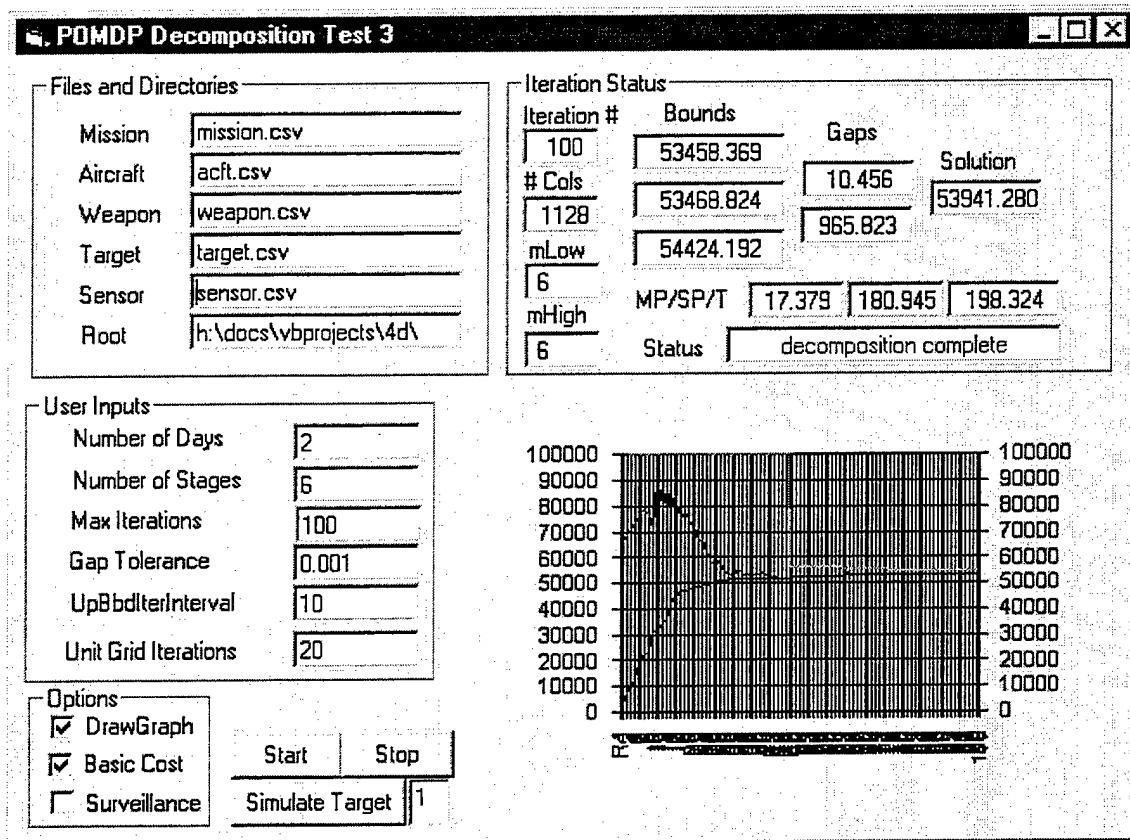 POMDP Decomposition Test 3
Files and Directories
Mission mission.csv
Aircraft acft.csv
Weapon weapon.csv
Target target.csv
Sensor sensor.csv
Root h:\docs\vbprojects\4d\
Iteration Status
Iteration # Bounds Gaps Solution
100 53458.369 10.456 53941.280
# Cols
1128 53468.824 965.823
mLow 54424.192
6
mHigh MP/SP/T 17.379 180.945 198.324
6 Status decomposition complete
User Inputs
Number of Days 2
Number of Stages 6
Max Iterations 100
Gap Tolerance 0.001
UpBbdIterInterval 10
Unit Grid Iterations 20
Options
DrawGraph
Basic Cost
Surveillance
Start Stop
Simulate Target 1
100000 100000
90000 90000
80000 80000
70000 70000
60000 60000
50000 50000
40000 40000
30000 30000
20000 20000
10000 10000
0 0